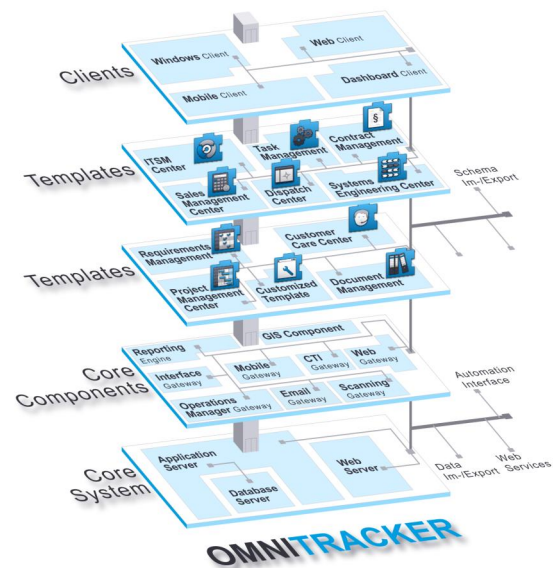 Clients
Windows Client
Web Client
Mobile Client
Dashboard Client
Templates
ITSM
Center
Task
Management
Contract
Management
§
Sales
Management
Center
Dispatch
Center
Systems
Engineering Center
Schema
Im-/Export
Templates
Requirements
Management
Customer
Care Center
Project
Management
Center
Customized
Template
Document
Management
Core
Components
Reporting
Engine
GIS Component
Interface
Gateway
Mobile
Gateway
CTI
Gateway
Web
Gateway
Operations
Manager Gateway
Email
Gateway
Scanning
Gateway
Automation
Interface
Core
System
Application
Server
Database
Server
Web
Server
Data
Im-/Export
Web
Services
OMNITRACKER